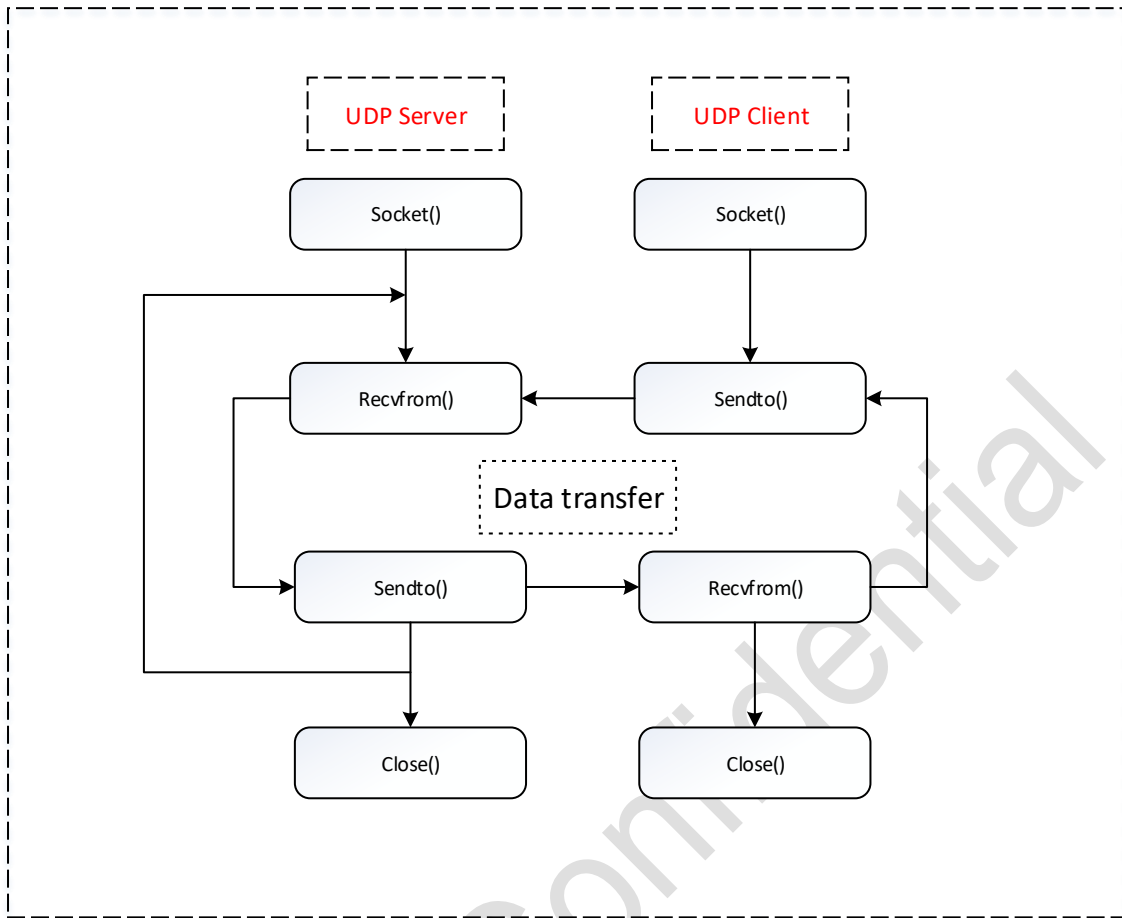 UDP Server
UDP Client
Socket()
Socket()
Recvfrom()
Sendto()
Data transfer
Sendto()
Recvfrom()
Close()
Close()
Confidential